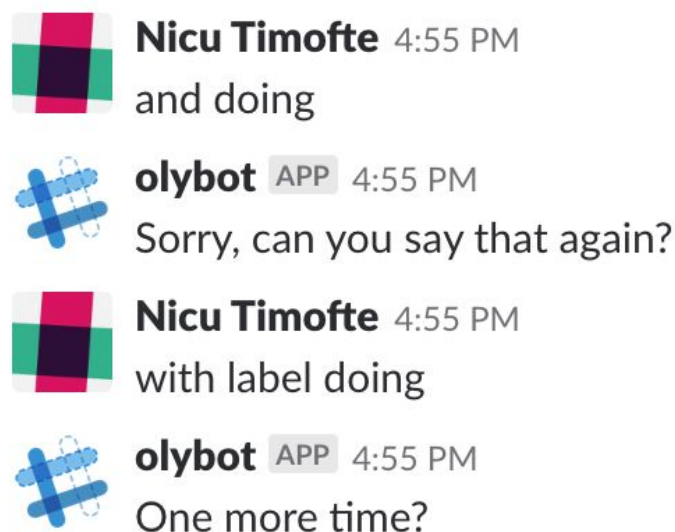 Nicu Timofte 4:55 PM
and doing
olybot APP 4:55 PM
Sorry, can you say that again?
Nicu Timofte 4:55 PM
with label doing
olybot APP 4:55 PM
One more time?